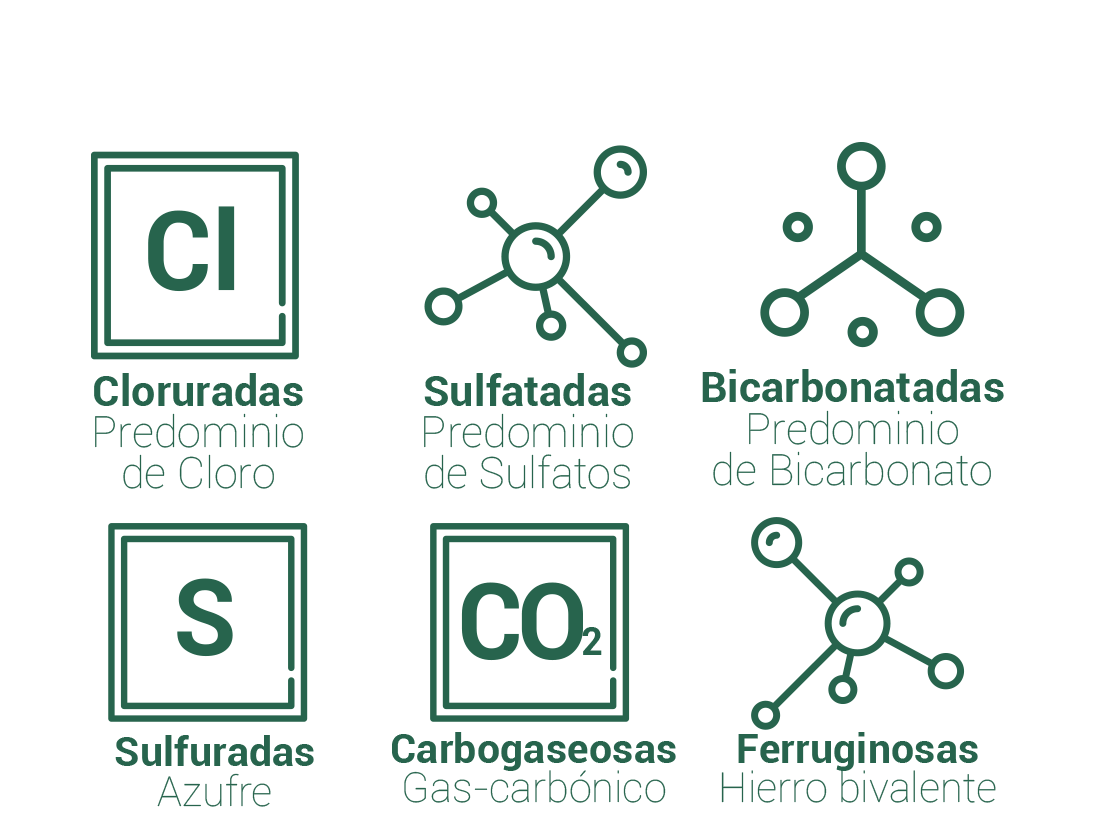 Cl
Cloruradas
Predominio
de Cloro
Sulfatadas
Predominio
de Sulfatos
Bicarbonatadas
Predominio
de Bicarbonato
S
Sulfuradas
Azufre
CO₂
Carbogaseosas
Gas-carbónico
Ferruginosas
Hierro bivalente